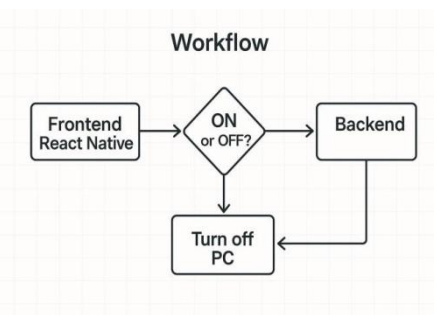 Workflow
Frontend
React Native
ON
or OFF?
Backend
Turn off
PC